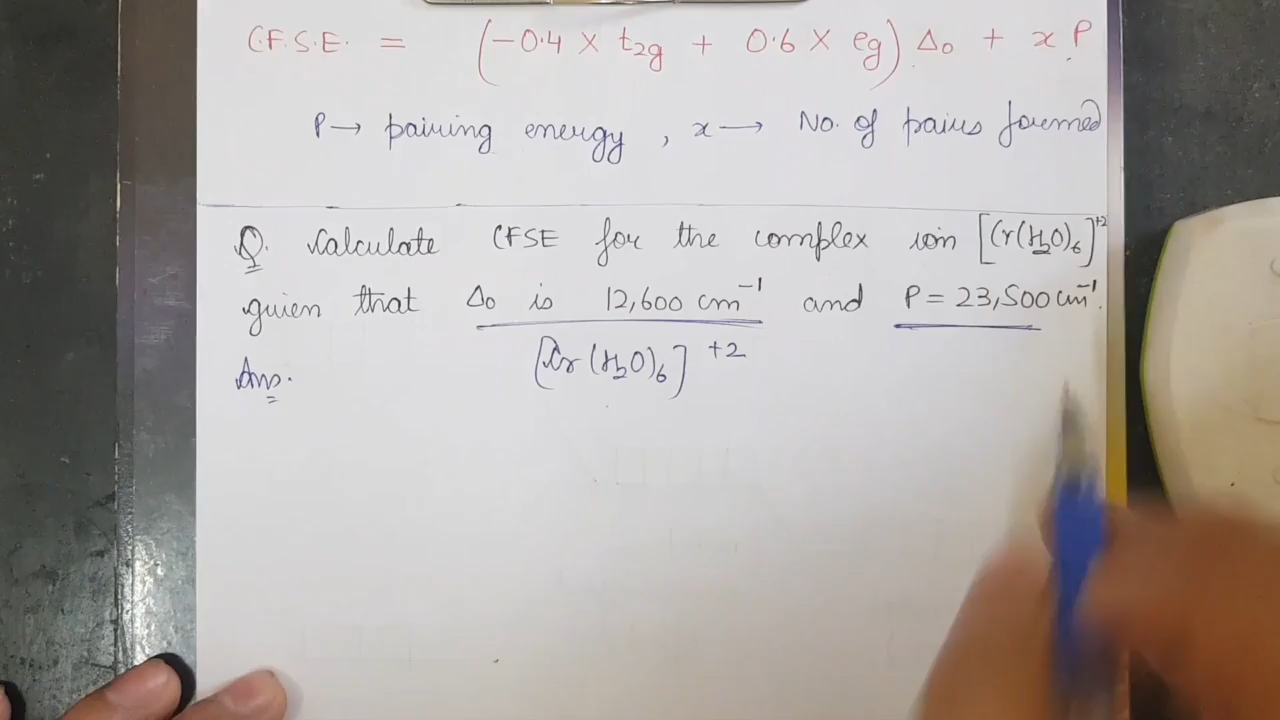 C.F.S.E. = (-0.4 X t₂g + 0.6 X eg) Δ₀ + x P
P → pairing energy, x → No. of pairs formed
Q. Calculate CFSE for the complex ion [Cr(H₂O)₆]⁺²
given that Δ₀ is 12,600 cm⁻¹ and P = 23,500 cm⁻¹.
Ans. [Cr(H₂O)₆]⁺²